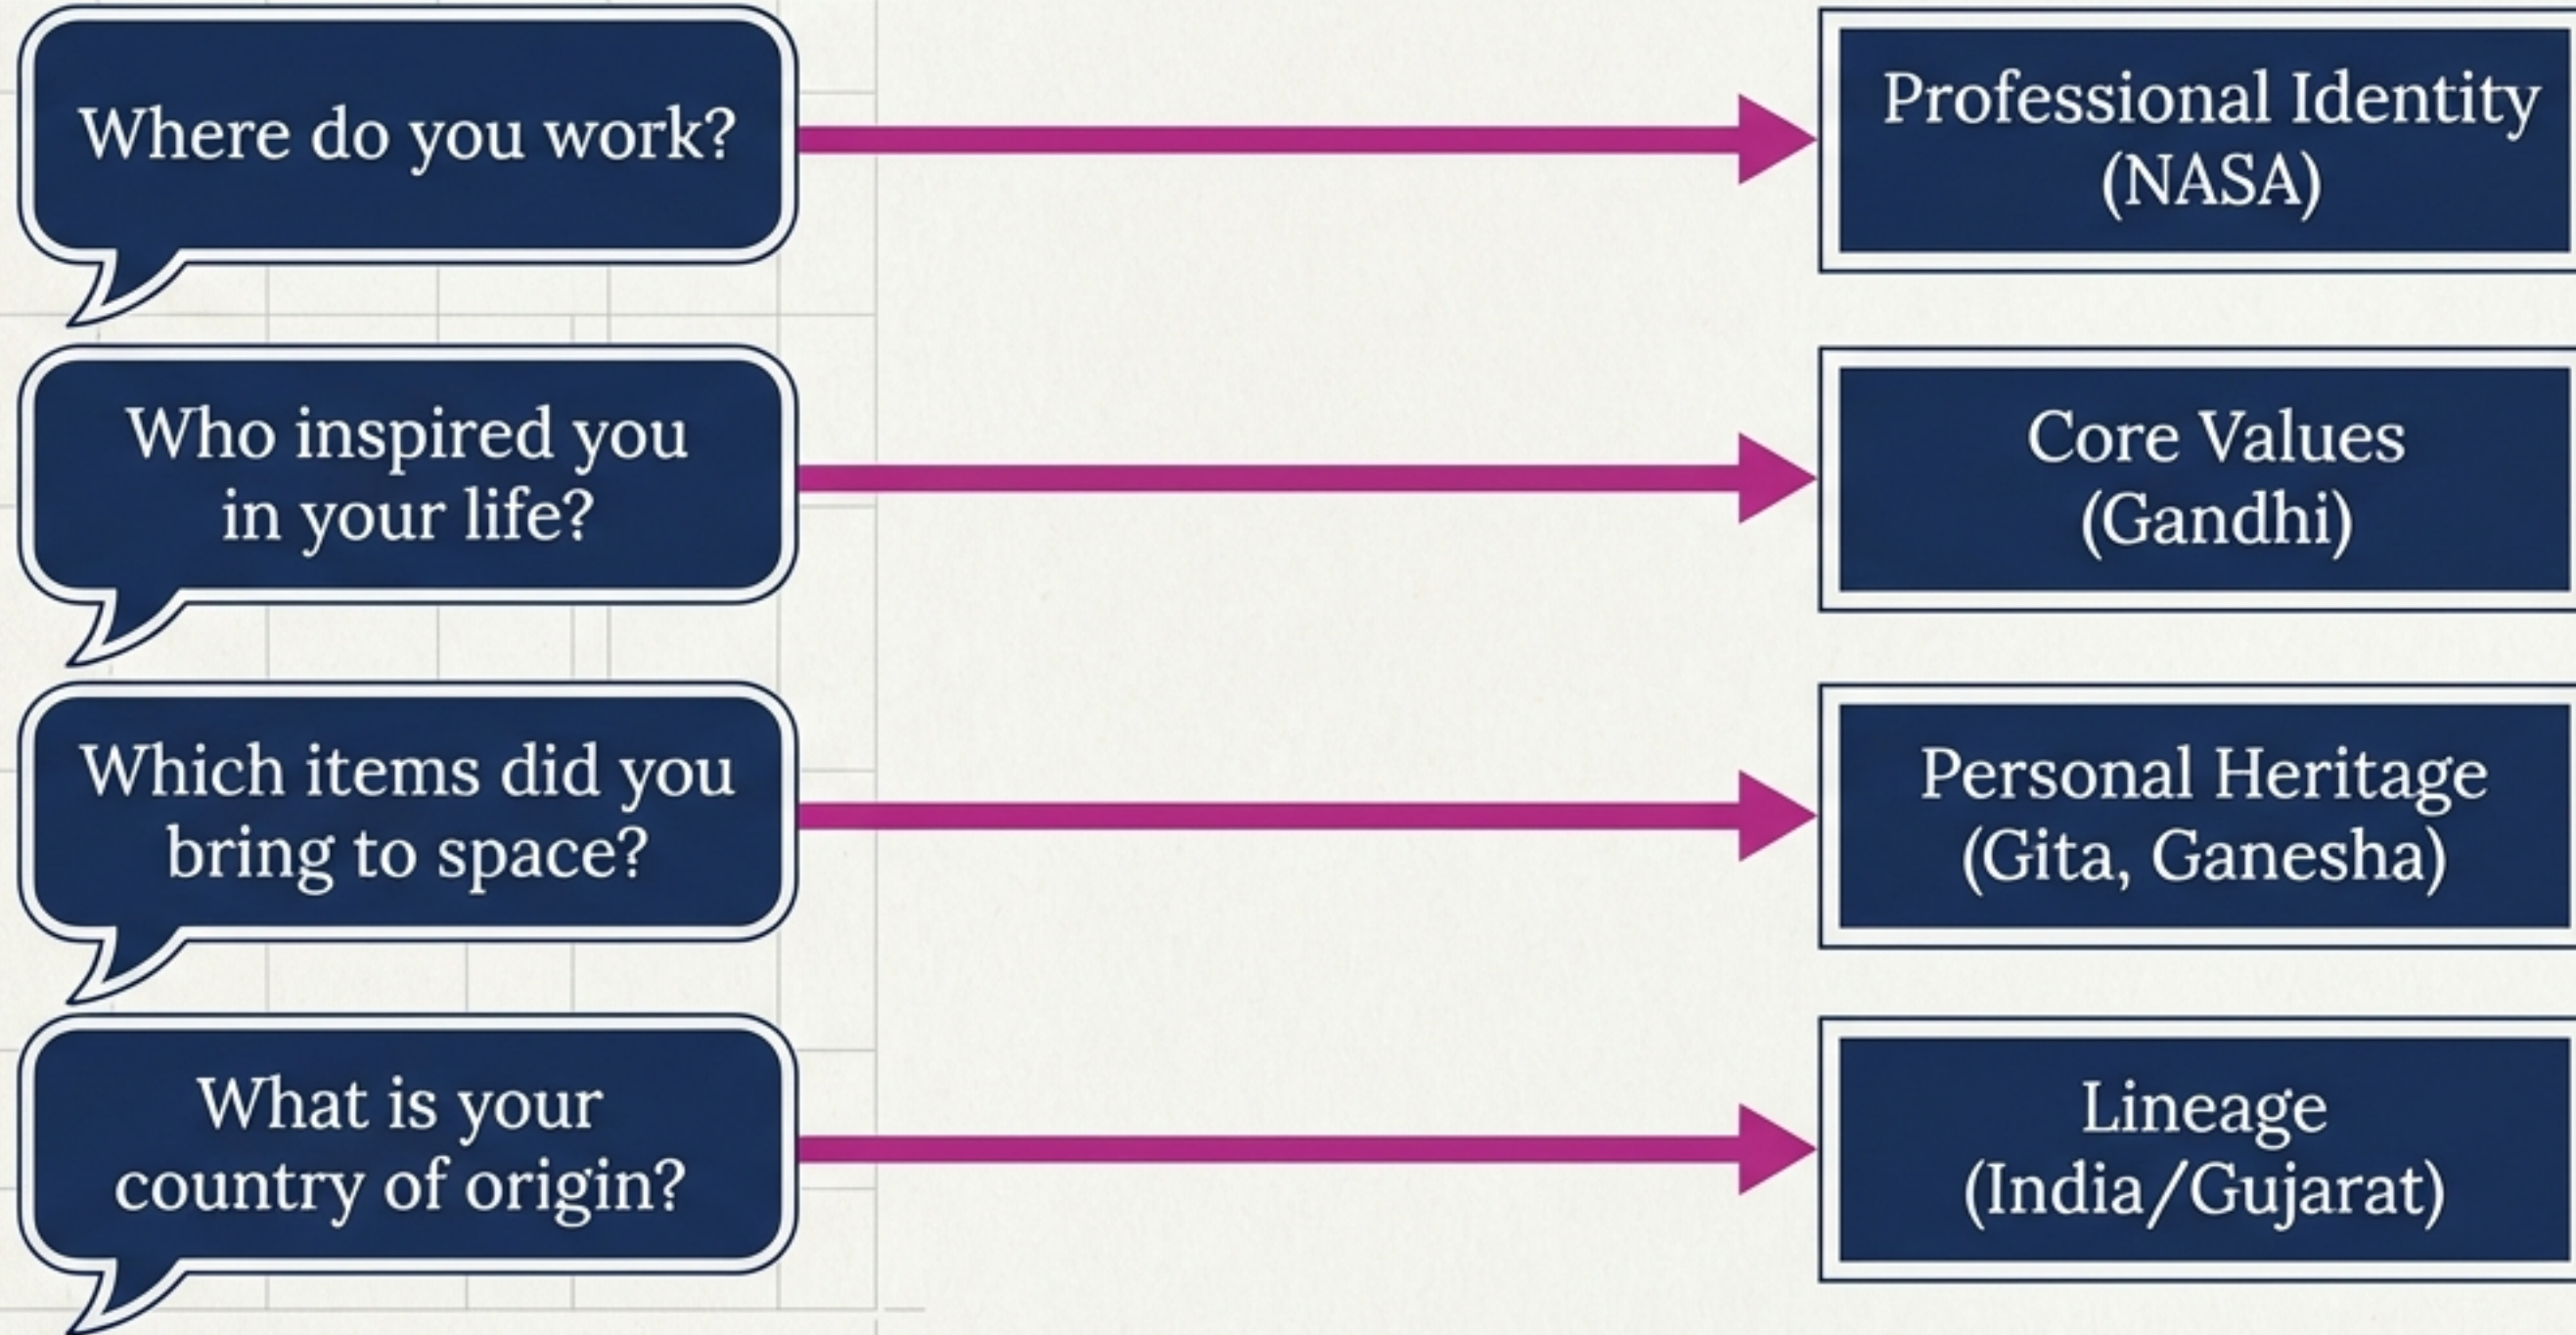 Where do you work?
Professional Identity
(NASA)
Who inspired you
in your life?
Core Values
(Gandhi)
Which items did you
bring to space?
Personal Heritage
(Gita, Ganesha)
What is your
country of origin?
Lineage
(India/Gujarat)